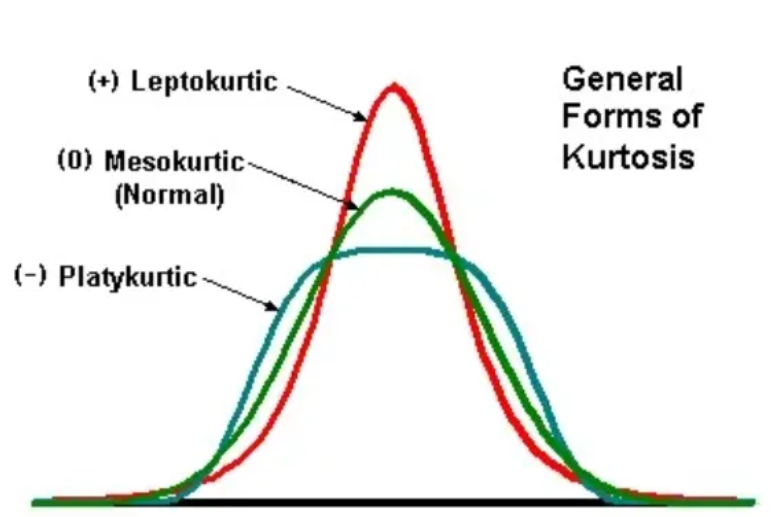 General
Forms of
Kurtosis
(+) Leptokurtic
(0) Mesokurtic
(Normal)
(-) Platykurtic